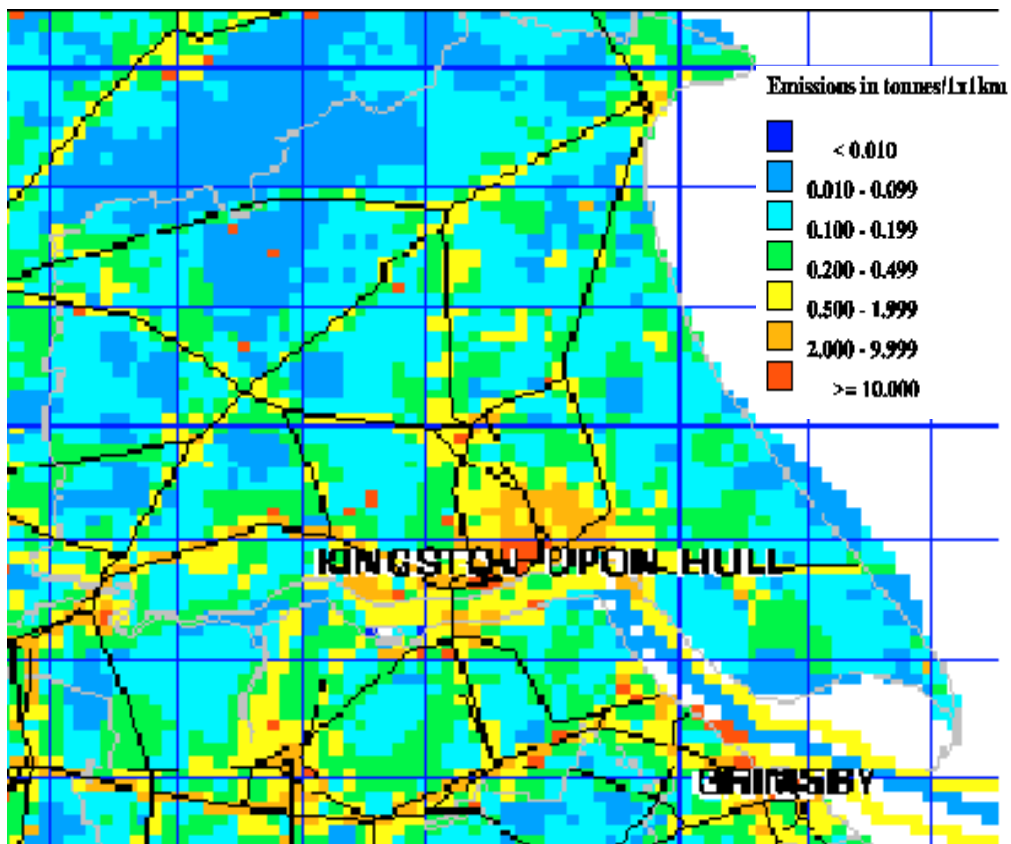 Emissions in tonnes/1x1km
< 0.010
0.010 - 0.099
0.100 - 0.199
0.200 - 0.499
0.500 - 1.999
2.000 - 9.999
>= 10.000
KINGSTON UPON HULL
GRIMSBY